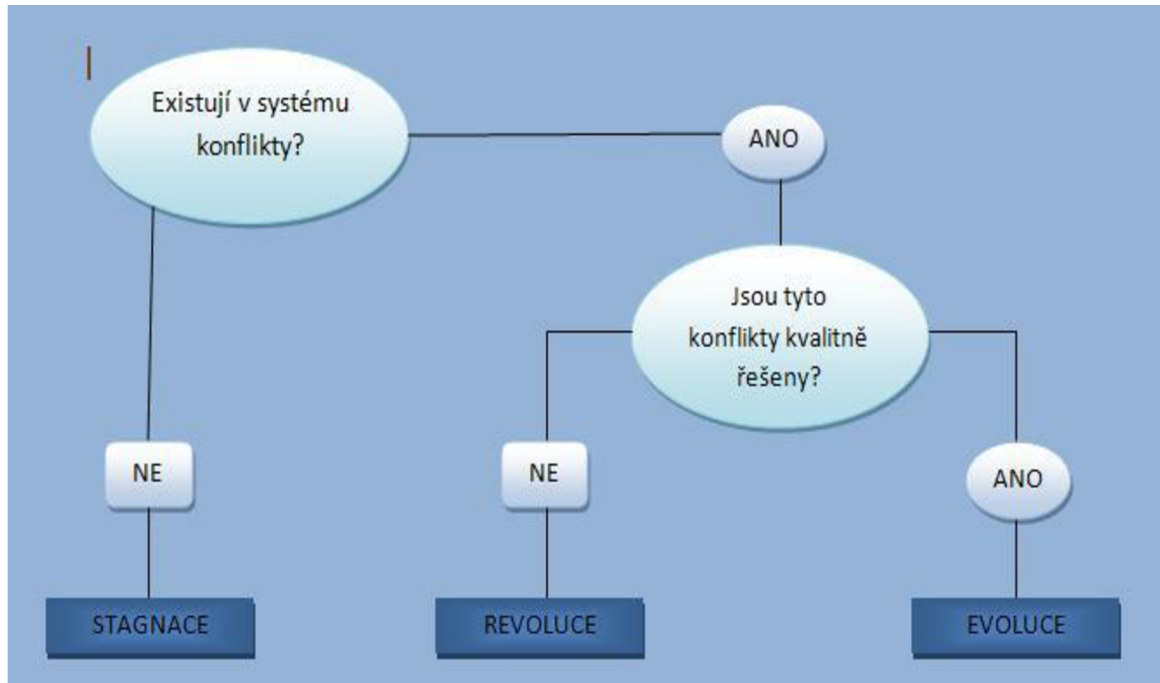 Existují v systému
konflikty?
ANO
Jsou tyto
konflikty kvalitně
řešeny?
NE
NE
ANO
STAGNACE
REVOLUCE
EVOLUCE